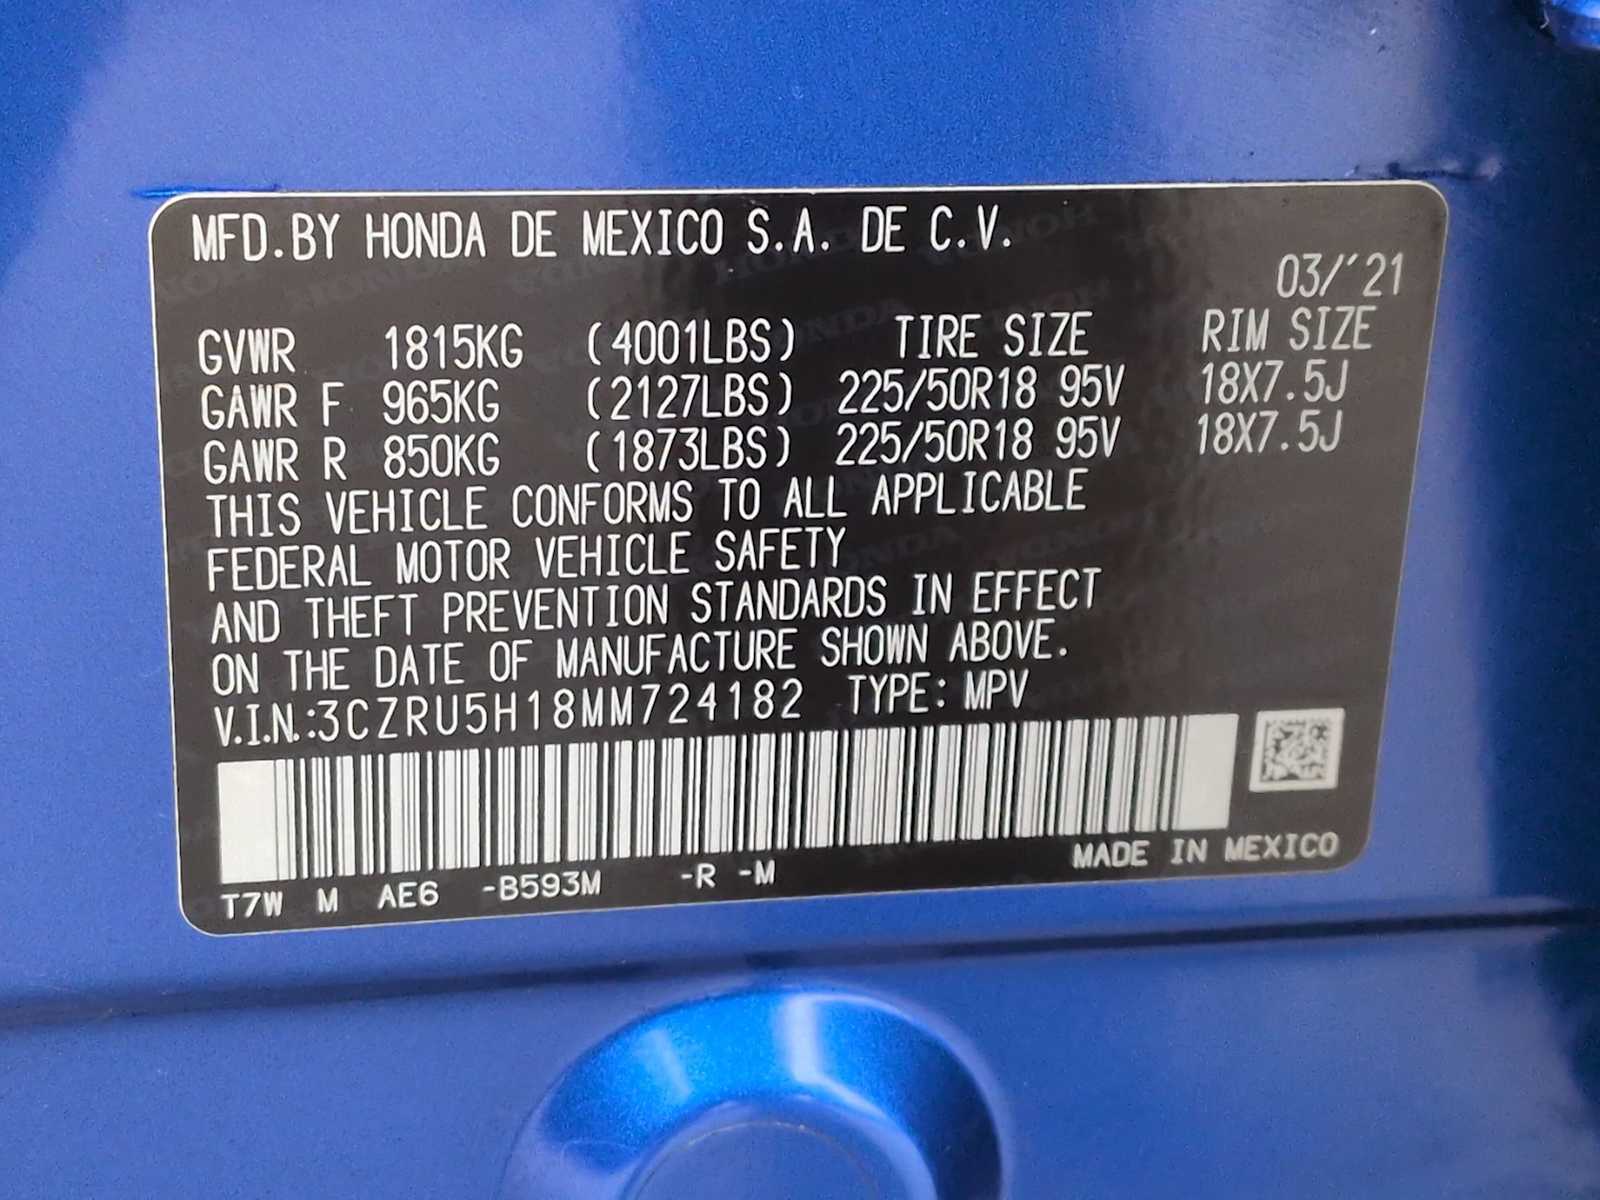 MFD.BY HONDA DE MEXICO S.A. DE C.V.
03/'21
GVWR 1815KG (4001LBS) TIRE SIZE RIM SIZE
GAWR F 965KG (2127LBS) 225/50R18 95V 18X7.5J
GAWR R 850KG (1873LBS) 225/50R18 95V 18X7.5J
THIS VEHICLE CONFORMS TO ALL APPLICABLE
FEDERAL MOTOR VEHICLE SAFETY
AND THEFT PREVENTION STANDARDS IN EFFECT
ON THE DATE OF MANUFACTURE SHOWN ABOVE.
V.I.N.:3CZRU5H18MM724182 TYPE: MPV
T7W M AE6 -B593M -R -M MADE IN MEXICO